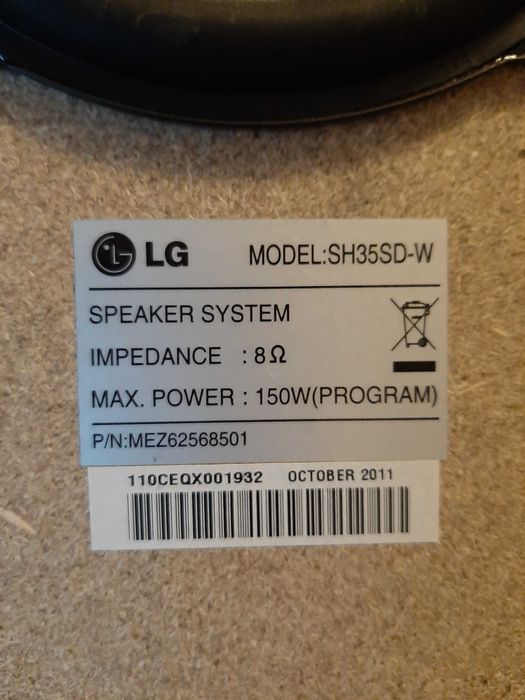 LG MODEL:SH35SD-W
SPEAKER SYSTEM
IMPEDANCE : 8Ω
MAX. POWER : 150W(PROGRAM)
P/N:MEZ62568501
110CEQX001932 OCTOBER 2011